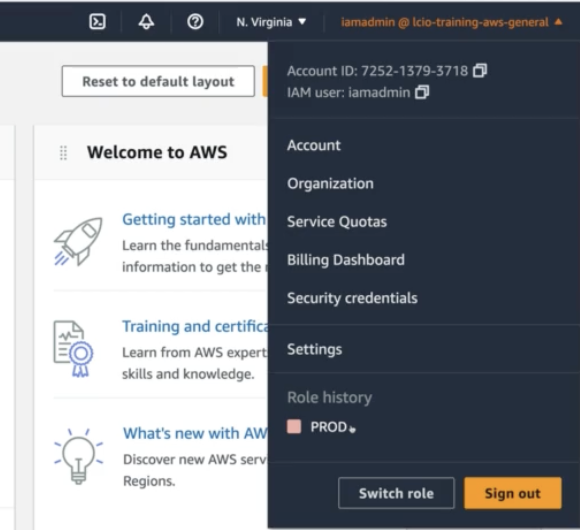 N. Virginia
iamadmin @ lcio-training-aws-general
Account ID: 7252-1379-3718
IAM user: iamadmin
Reset to default layout
Account
Welcome to AWS
Organization
Getting started with
Service Quotas
Learn the fundamentals
information to get the
Billing Dashboard
Security credentials
Training and certifica
Learn from AWS expert
skills and knowledge.
Settings
Role history
PROD
What's new with AW
Discover new AWS serv
Regions.
Switch role
Sign out